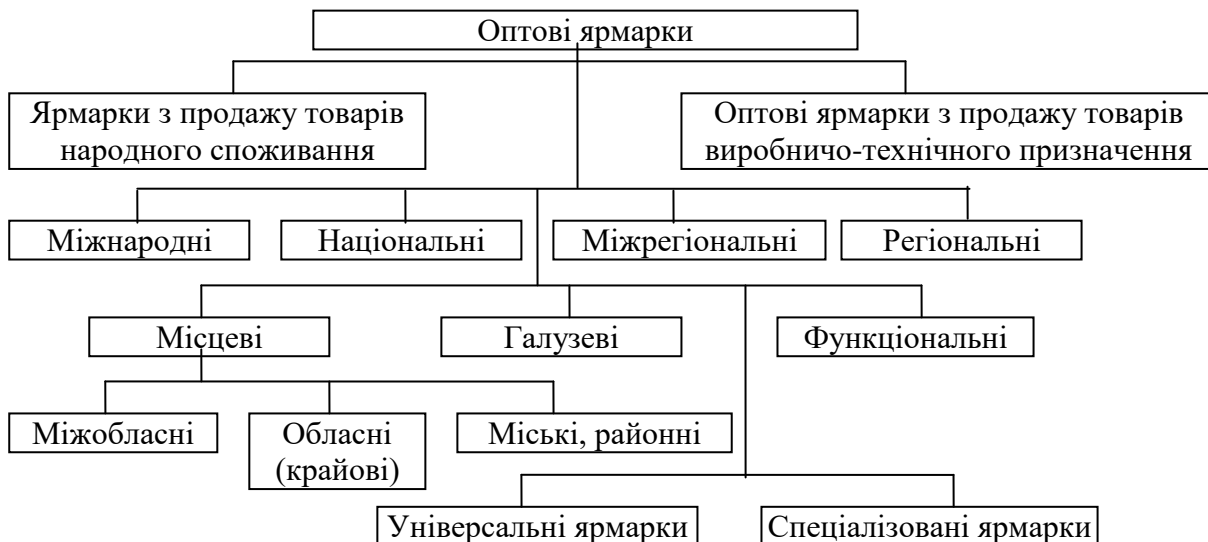 Оптові ярмарки
Ярмарки з продажу товарів
народного споживання
Оптові ярмарки з продажу товарів
виробничо-технічного призначення
Міжнародні
Національні
Міжрегіональні
Регіональні
Місцеві
Галузеві
Функціональні
Міжобласні
Обласні
(крайові)
Міські, районні
Універсальні ярмарки
Спеціалізовані ярмарки